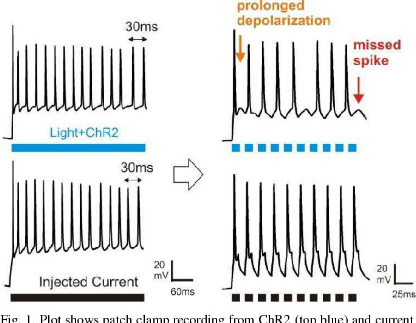 prolonged
depolarization
30ms
missed
spike
Light+ChR2
30ms
20
mV
60ms
Injected Current
20
mV
25ms
Fig. 1. Plot shows patch clamp recording from ChR2 (top blue) and current